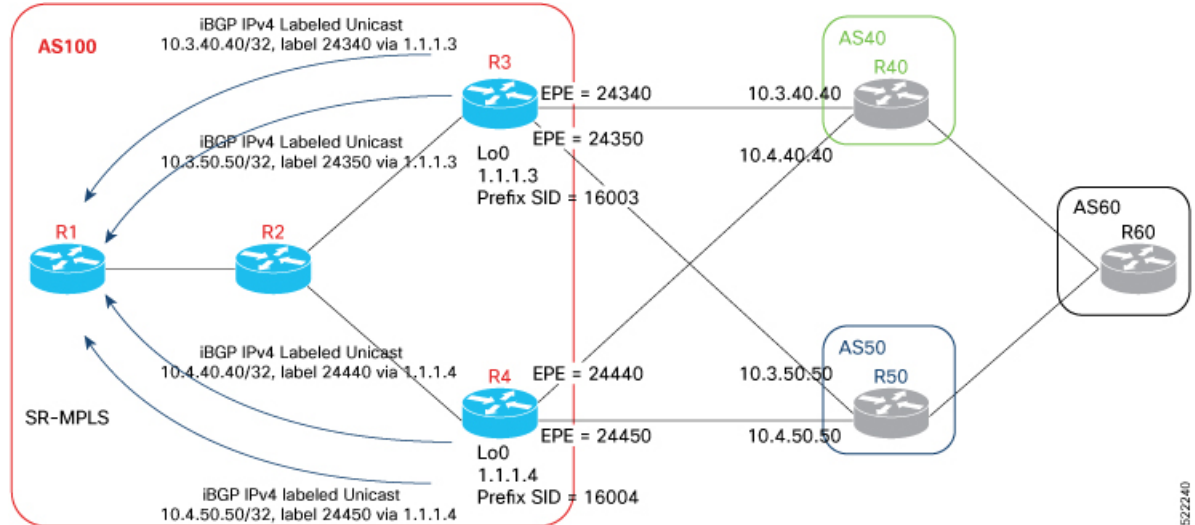 AS100
iBGP IPv4 Labeled Unicast
10.3.40.40/32, label 24340 via 1.1.1.3
iBGP IPv4 Labeled Unicast
10.3.50.50/32, label 24350 via 1.1.1.3
R3
EPE = 24340
EPE = 24350
Lo0
1.1.1.3
Prefix SID = 16003
10.3.40.40
10.4.40.40
AS40
R40
R1
R2
AS60
R60
iBGP IPv4 Labeled Unicast
10.4.40.40/32, label 24440 via 1.1.1.4
SR-MPLS
R4
EPE = 24440
EPE = 24450
Lo0
1.1.1.4
Prefix SID = 16004
10.3.50.50
10.4.50.50
AS50
R50
iBGP IPv4 labeled Unicast
10.4.50.50/32, label 24450 via 1.1.1.4
522240